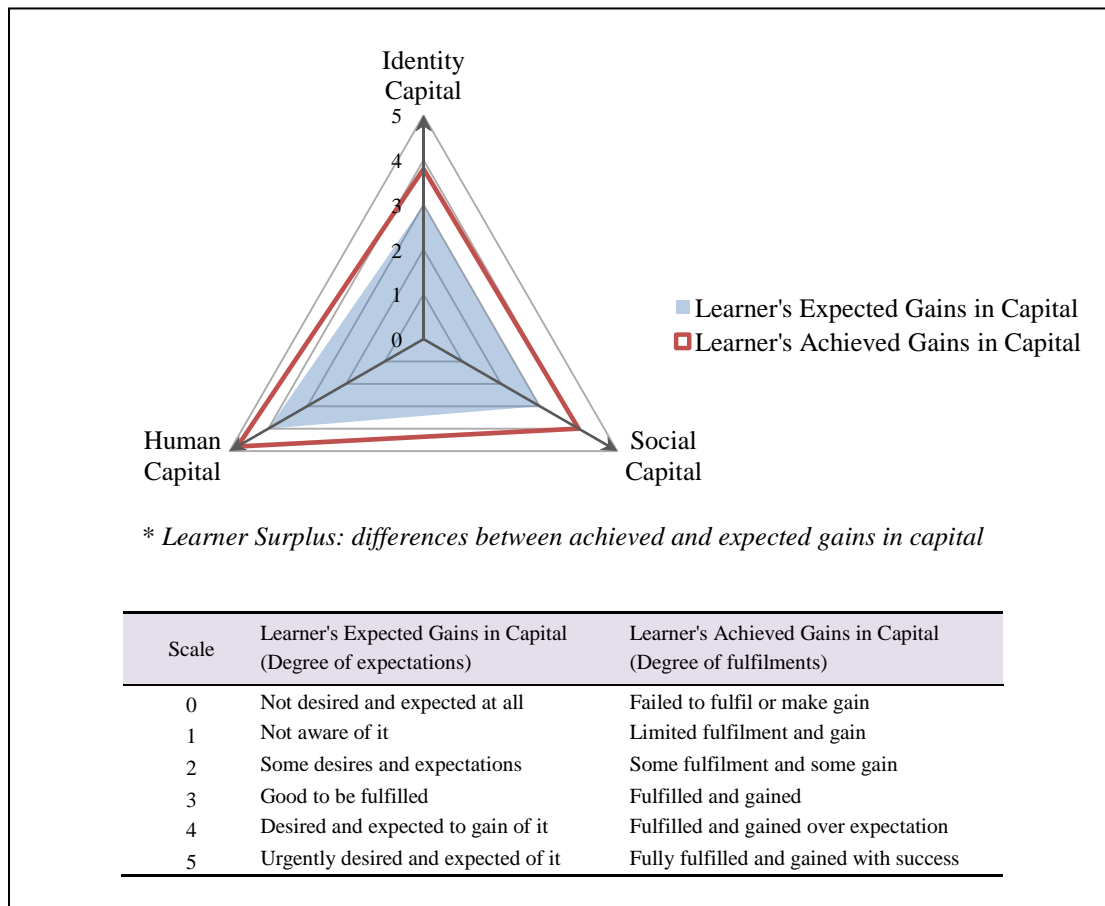 Identity
Capital
5
4
3
2
1
0
Learner's Expected Gains in Capital
Learner's Achieved Gains in Capital
Human
Capital
Social
Capital
* Learner Surplus: differences between achieved and expected gains in capital
Scale
Learner's Expected Gains in Capital
(Degree of expectations)
Learner's Achieved Gains in Capital
(Degree of fulfilments)
0 Not desired and expected at all Failed to fulfil or make gain
1 Not aware of it Limited fulfilment and gain
2 Some desires and expectations Some fulfilment and some gain
3 Good to be fulfilled Fulfilled and gained
4 Desired and expected to gain of it Fulfilled and gained over expectation
5 Urgently desired and expected of it Fully fulfilled and gained with success